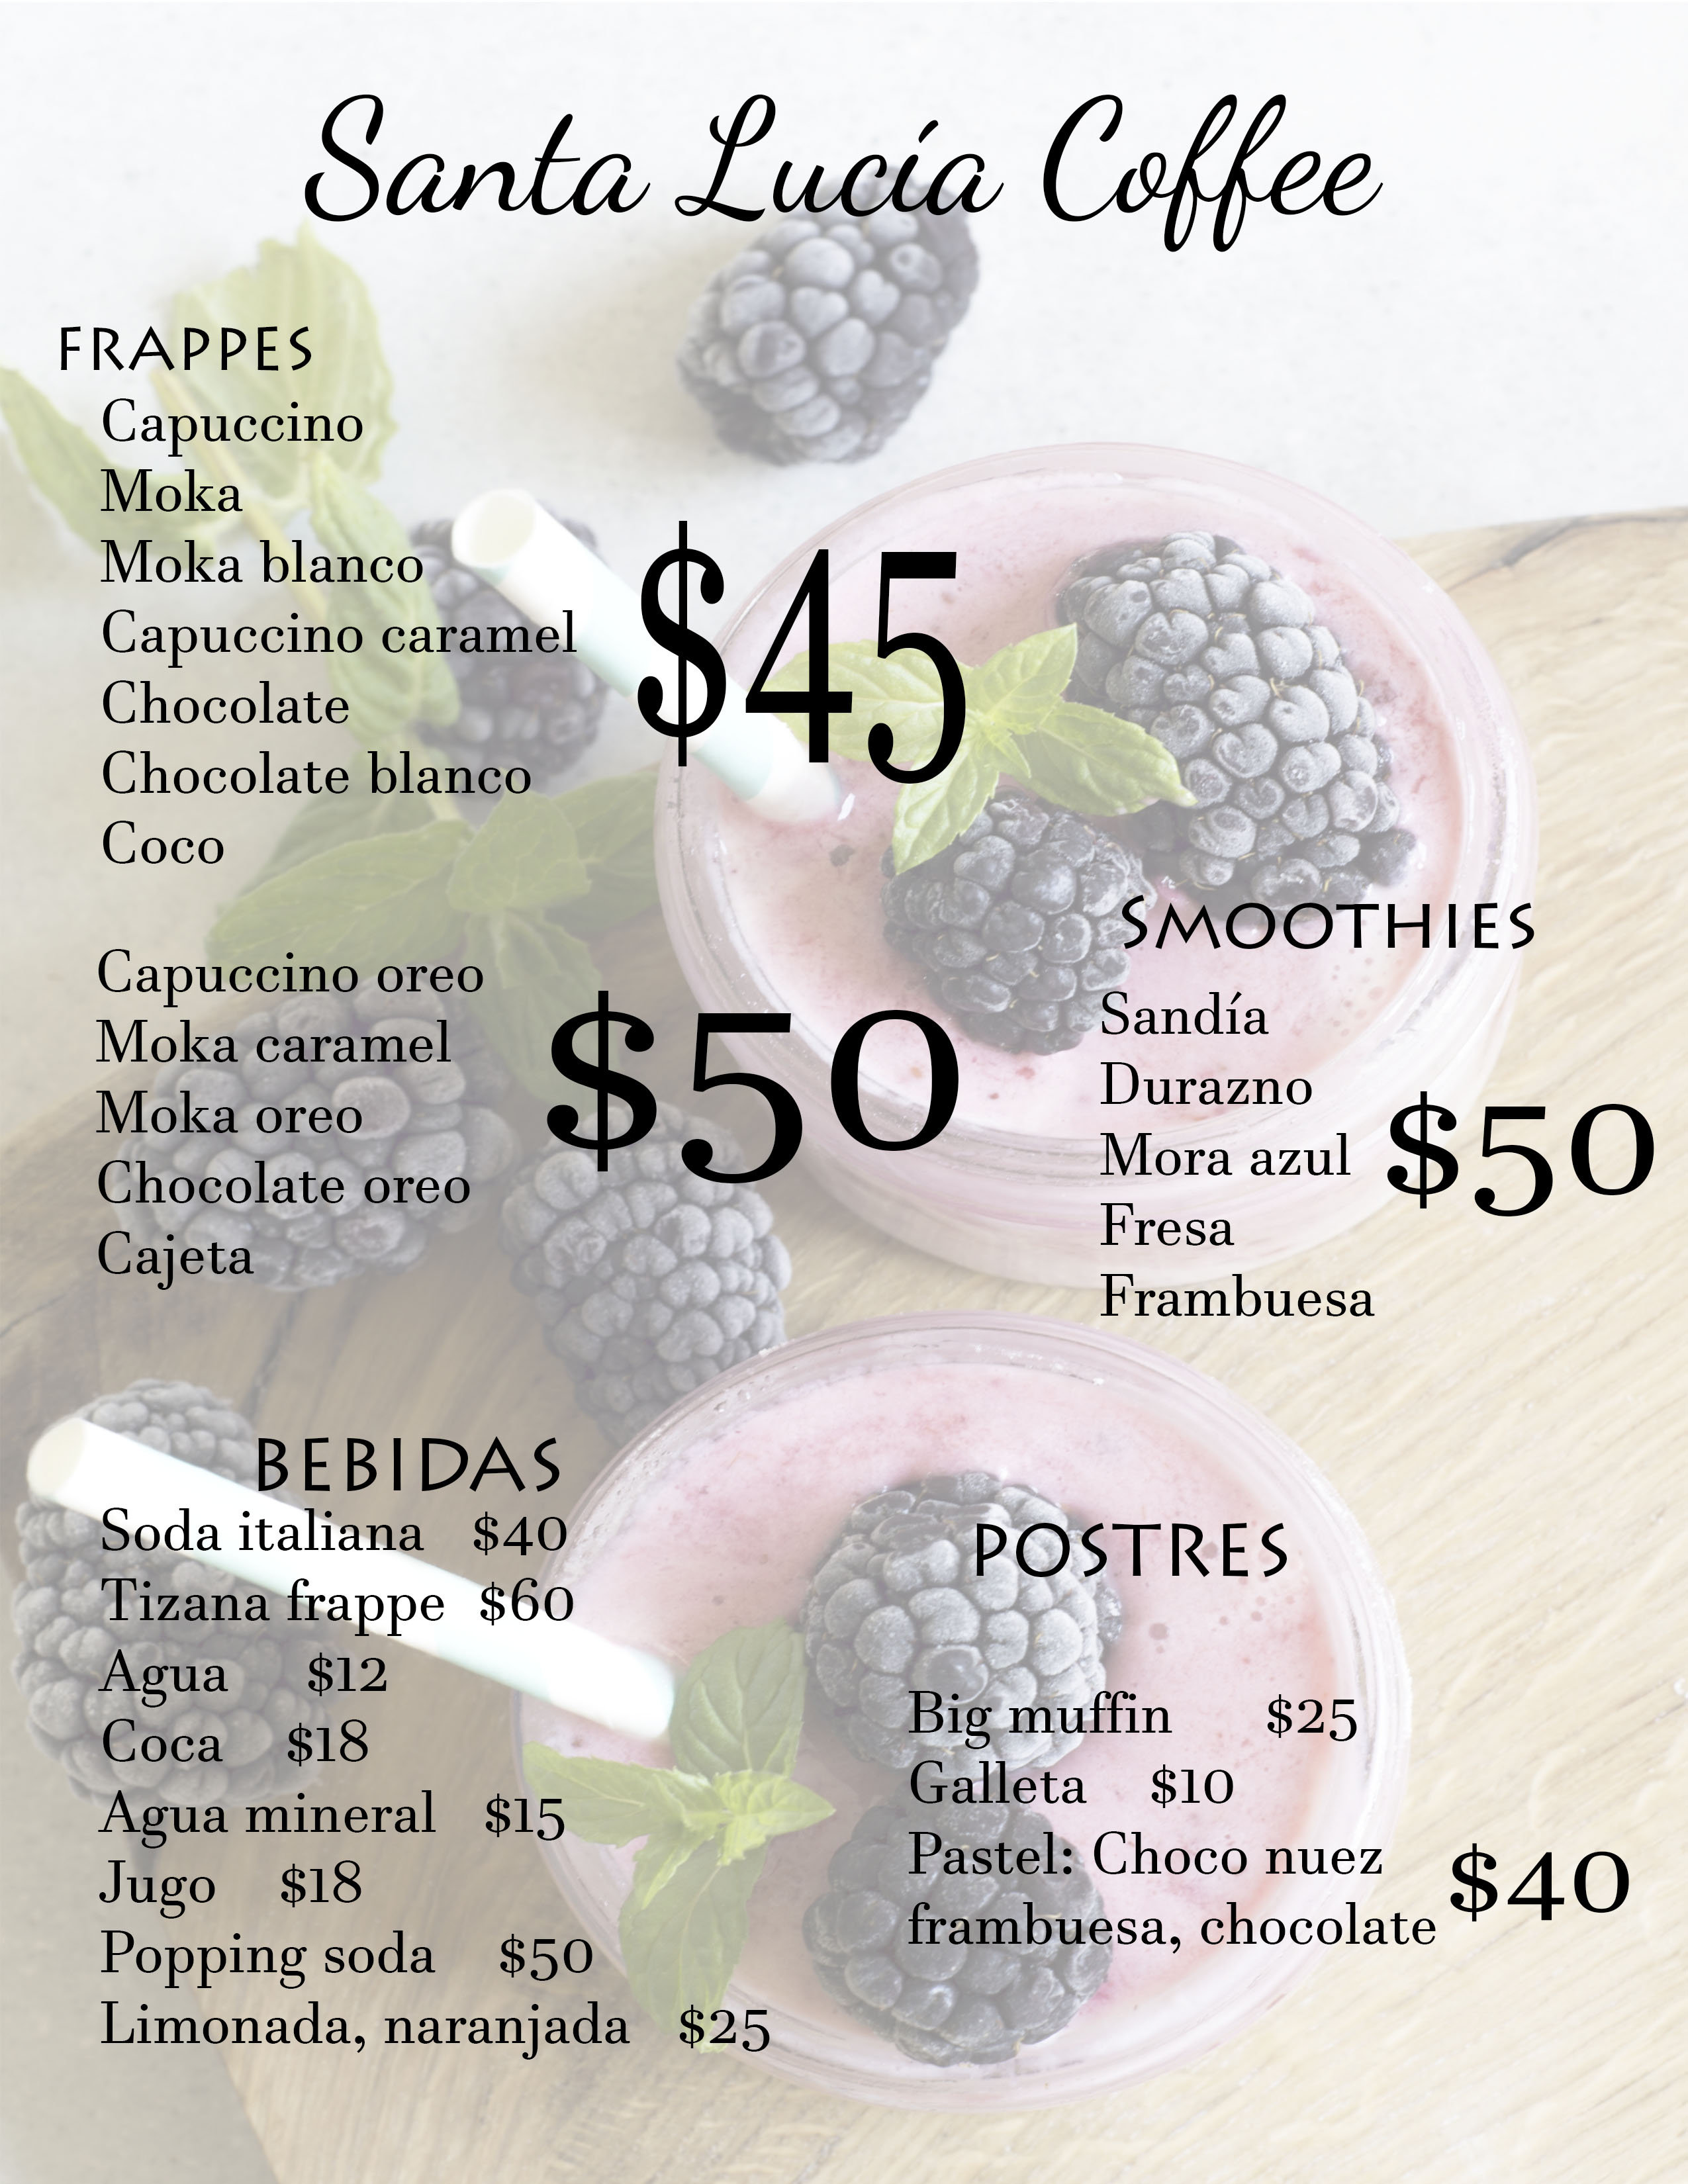 Santa Lucía Coffee
FRAPPES
Capuccino
Moka
Moka blanco
Capuccino caramel
Chocolate
Chocolate blanco
Coco
$45
Capuccino oreo
Moka caramel
Moka oreo
Chocolate oreo
Cajeta
$50
SMOOTHIES
Sandía
Durazno
Mora azul
Fresa
Frambuesa
$50
BEBIDAS
Soda italiana $40
Tizana frappe $60
Agua $12
Coca $18
Agua mineral $15
Jugo $18
Popping soda $50
Limonada, naranjada $25
POSTRES
Big muffin $25
Galleta $10
Pastel: Choco nuez
frambuesa, chocolate
$40